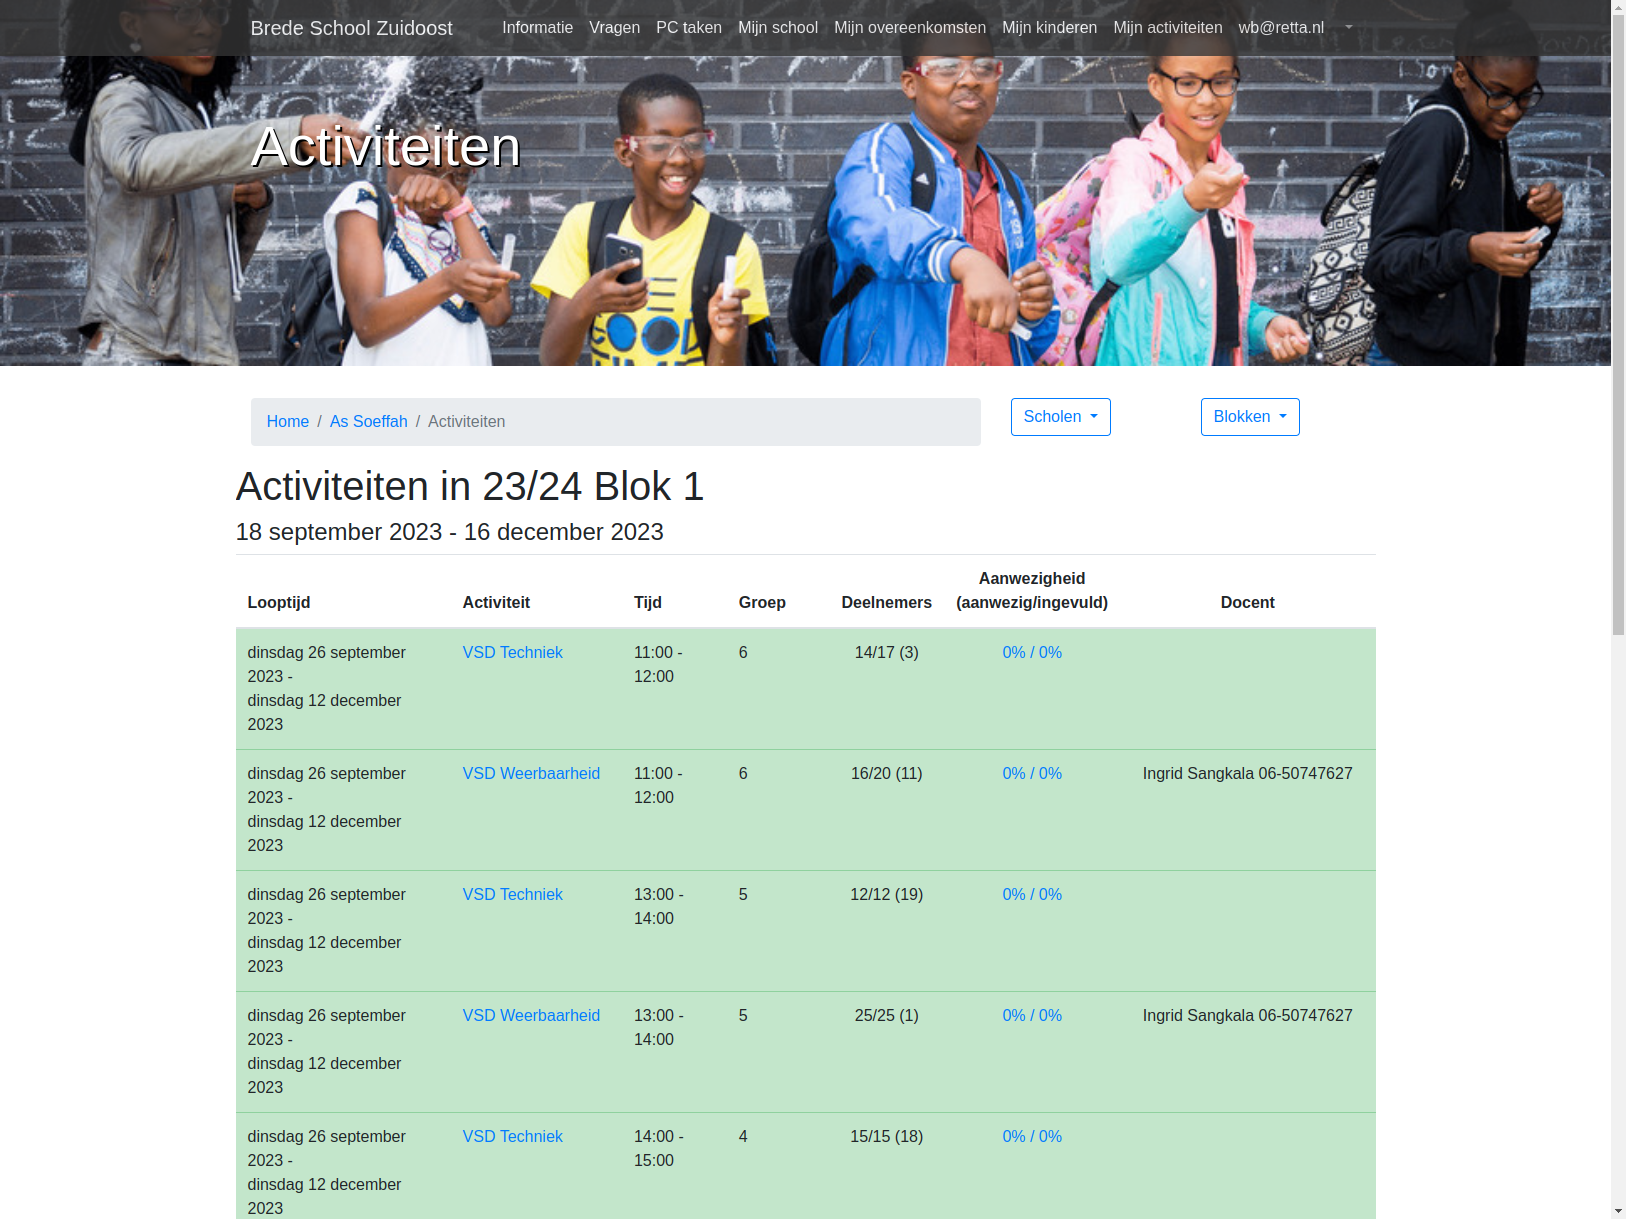 Brede School Zuidoost Informatie Vragen PC taken Mijn school Mijn overeenkomsten Mijn kinderen Mijn activiteiten wb@retta.nl
Activiteiten
Home / As Soeffah / Activiteiten Scholen Blokken
Activiteiten in 23/24 Blok 1
18 september 2023 - 16 december 2023
Looptijd Activiteit Tijd Groep Deelnemers Aanwezigheid (aanwezig/ingevuld) Docent
dinsdag 26 september VSD Techniek 11:00 - 6 14/17 (3) 0% / 0%
2023 - 12:00
dinsdag 12 december
2023
dinsdag 26 september VSD Weerbaarheid 11:00 - 6 16/20 (11) 0% / 0% Ingrid Sangkala 06-50747627
2023 - 12:00
dinsdag 12 december
2023
dinsdag 26 september VSD Techniek 13:00 - 5 12/12 (19) 0% / 0%
2023 - 14:00
dinsdag 12 december
2023
dinsdag 26 september VSD Weerbaarheid 13:00 - 5 25/25 (1) 0% / 0% Ingrid Sangkala 06-50747627
2023 - 14:00
dinsdag 12 december
2023
dinsdag 26 september VSD Techniek 14:00 - 4 15/15 (18) 0% / 0%
2023 - 15:00
dinsdag 12 december
2023